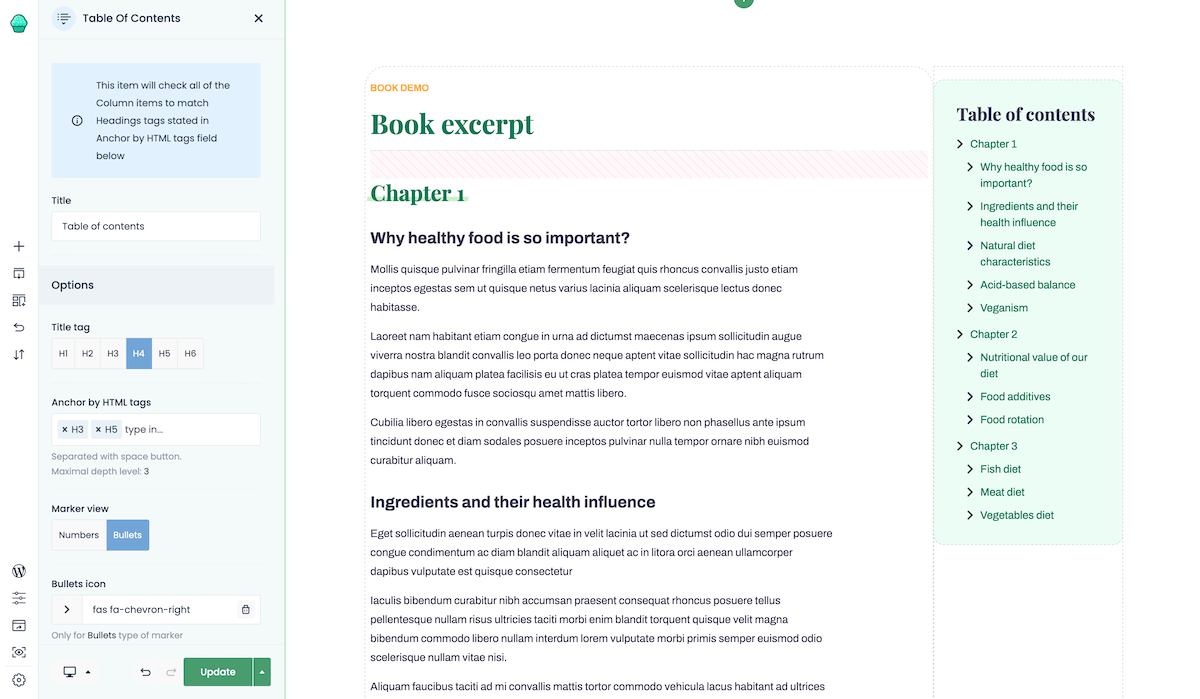 Table Of Contents
This item will check all of the
Column items to match
Headings tags stated in
Anchor by HTML tags field
below
Title
Table of contents
Options
Title tag
H1 H2 H3 H4 H5 H6
Anchor by HTML tags
× H3 × H5 type in...
Separated with space button.
Maximal depth level: 3
Marker view
Numbers Bullets
Bullets icon
fas fa-chevron-right
Only for Bullets type of marker
Update
BOOK DEMO
Book excerpt
Chapter 1
Why healthy food is so important?
Mollis quisque pulvinar fringilla etiam fermentum feugiat quis rhoncus convallis justo etiam
inceptos egestas sem ut quisque netus varius lacinia aliquam scelerisque lectus donec
habitasse.
Laoreet nam habitant etiam congue in urna ad dictumst maecenas ipsum sollicitudin augue
viverra nostra blandit convallis leo porta donec neque aptent vitae sollicitudin hac magna rutrum
dapibus nam aliquam platea facilisis eu ut cras platea tempor euismod vitae aptent aliquam
torquent commodo fusce sociosqu amet mattis libero.
Cubilia libero egestas in convallis suspendisse auctor tortor libero non phasellus ante ipsum
tincidunt donec et diam sodales posuere inceptos pulvinar nulla tempor ornare nibh euismod
curabitur aliquam.
Ingredients and their health influence
Eget sollicitudin aenean turpis donec vitae in velit lacinia ut sed dictumst odio dui semper posuere
congue condimentum ac diam blandit aliquam aliquet ac in litora orci aenean ullamcorper
dapibus vulputate est quisque consectetur
Iaculis bibendum curabitur nibh accumsan praesent consequat rhoncus posuere tellus
pellentesque nullam risus ultricies taciti morbi enim blandit torquent quisque velit magna
bibendum commodo libero nullam interdum lorem vulputate morbi primis semper euismod odio
scelerisque nullam vitae nisi.
Aliquam faucibus taciti ad mi convallis mattis tortor commodo vehicula lacus habitant ad ultrices
Table of contents
Chapter 1
Why healthy food is so
important?
Ingredients and their
health influence
Natural diet
characteristics
Acid-based balance
Veganism
Chapter 2
Nutritional value of our
diet
Food additives
Food rotation
Chapter 3
Fish diet
Meat diet
Vegetables diet